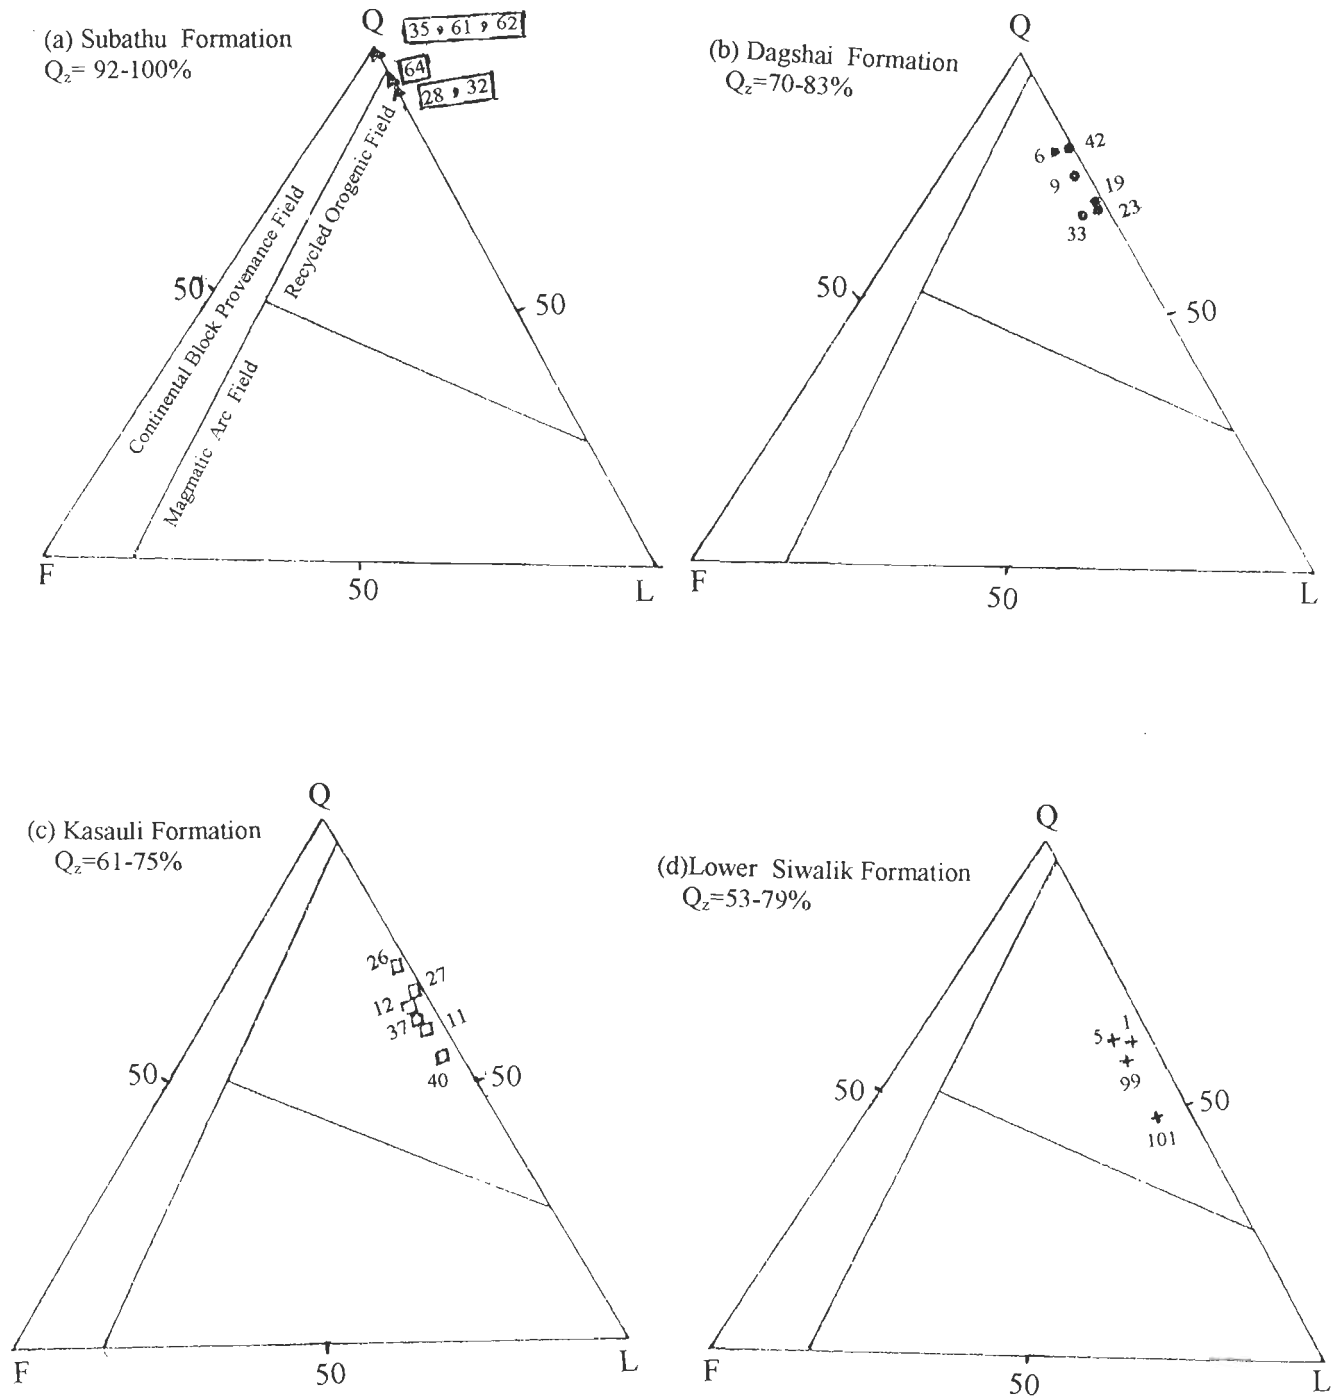 Q
35 , 61 , 62
(a) Subathu Formation
Qz= 92-100%
64
28 , 32
Continental Block Provenance Field
Recycled Orogenic Field
Magmatic Arc Field
50
50
F
50
L
Q
(b) Dagshai Formation
Qz=70-83%
6
42
9
19
23
33
50
50
F
50
L
Q
(c) Kasauli Formation
Qz=61-75%
26
27
12
37
11
40
50
50
F
50
L
Q
(d)Lower Siwalik Formation
Qz=53-79%
5
1
99
101
50
50
F
50
L